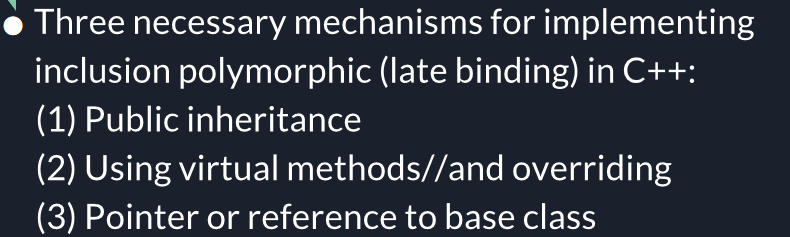 Three necessary mechanisms for implementing
inclusion polymorphic (late binding) in C++:
(1) Public inheritance
(2) Using virtual methods//and overriding
(3) Pointer or reference to base class